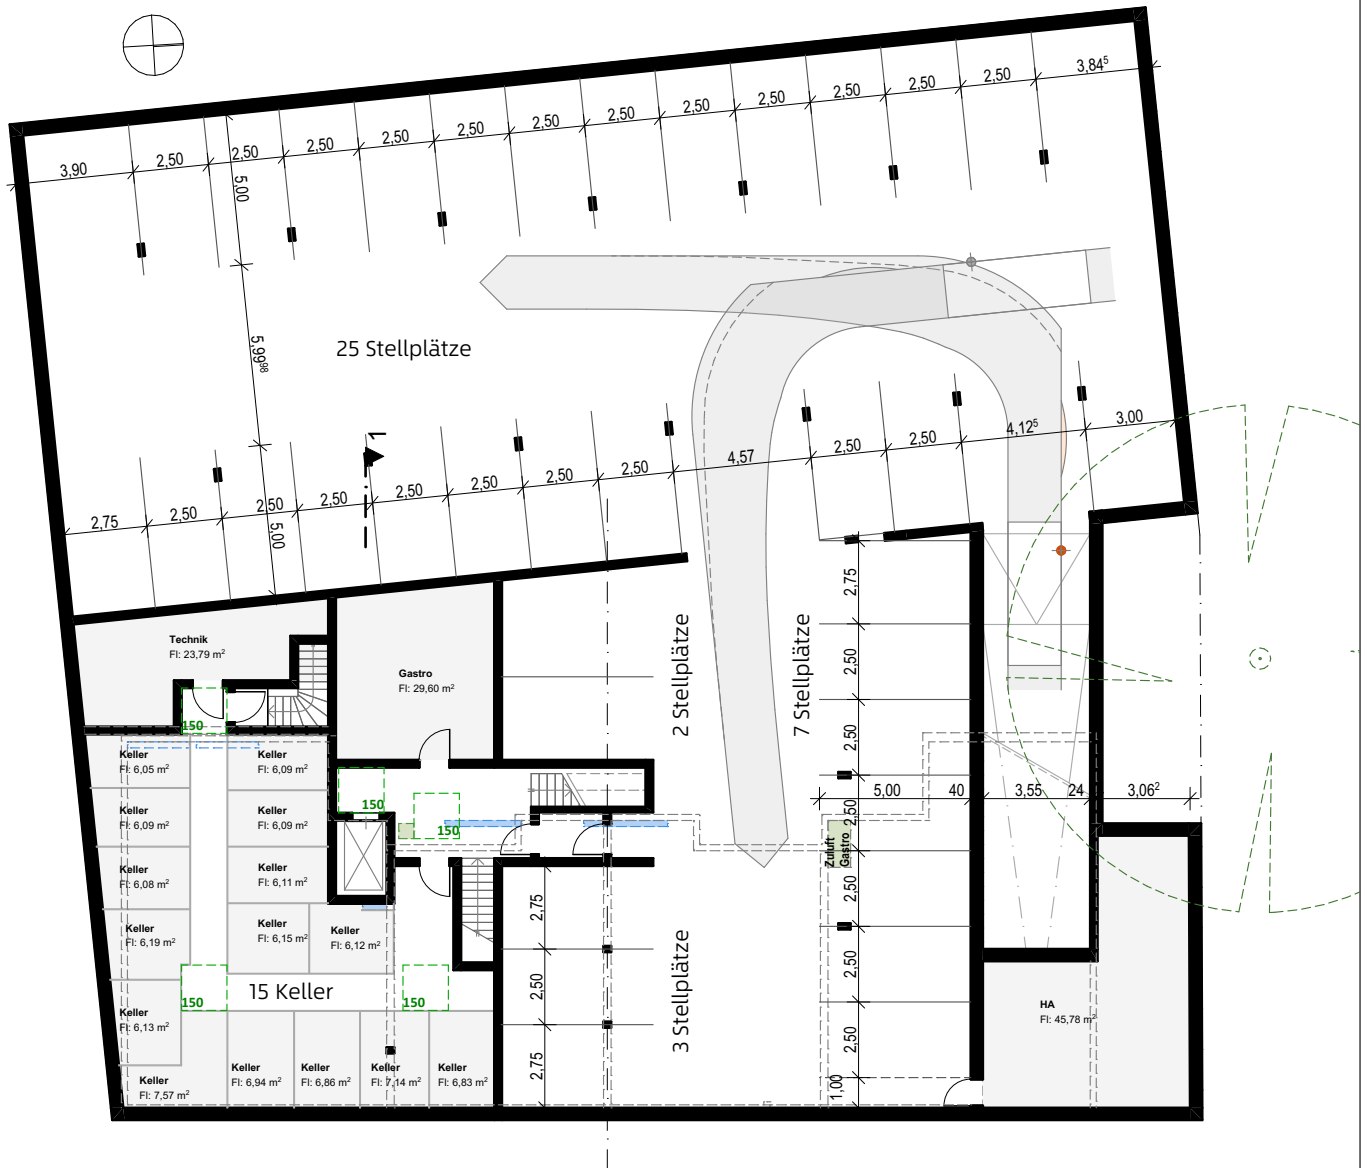 3,84⁵
2,50
2,50
2,50
2,50
2,50
2,50
2,50
2,50
2,50
2,50
2,50
2,50
3,90
5,00
5,99⁹⁸
25 Stellplätze
1
3,00
4,12⁵
2,50
2,50
4,57
2,50
2,50
2,50
2,50
2,50
2,50
2,50
2,75
5,00
Technik
Fl: 23,79 m²
Gastro
Fl: 29,60 m²
2 Stellplätze
7 Stellplätze
2,75
2,50
2,50
2,50
2,50
2,50
2,50
1,00
150
Keller
Fl: 6,05 m²
Keller
Fl: 6,09 m²
Keller
Fl: 6,09 m²
Keller
Fl: 6,09 m²
Keller
Fl: 6,08 m²
Keller
Fl: 6,11 m²
Keller
Fl: 6,19 m²
Keller
Fl: 6,15 m²
Keller
Fl: 6,12 m²
150
150
5,00
40
3,55
24
3,06²
Zuluft
Gastro
2,75
2,50
2,75
3 Stellplätze
150
15 Keller
150
Keller
Fl: 6,13 m²
HA
Fl: 45,78 m²
Keller
Fl: 7,57 m²
Keller
Fl: 6,94 m²
Keller
Fl: 6,86 m²
Keller
Fl: 7,14 m²
Keller
Fl: 6,83 m²